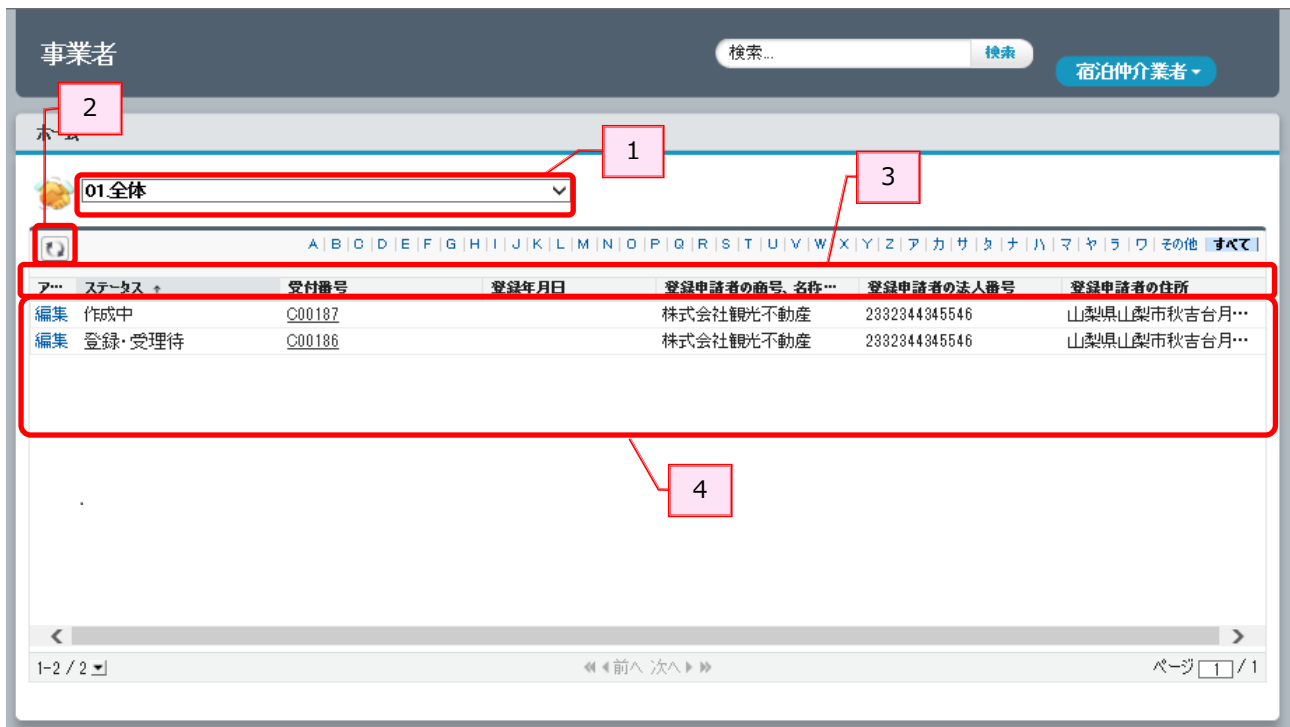 事業者
検索...
検索
宿泊仲介業者
2
1
3
01.全体
A|B|C|D|E|F|G|H|I|J|K|L|M|N|O|P|Q|R|S|T|U|V|W|X|Y|Z|ア|カ|サ|タ|ナ|ハ|マ|ヤ|ラ|ワ|その他|すべて|
ア… ステータス ↑ 受付番号 登録年月日 登録申請者の商号、名称… 登録申請者の法人番号 登録申請者の住所
編集 作成中 C00187 株式会社観光不動産 2332344345546 山梨県山梨市秋吉台月…
編集 登録・受理待 C00186 株式会社観光不動産 2332344345546 山梨県山梨市秋吉台月…
4
1-2 / 2 前へ 次へ ページ 1 / 1